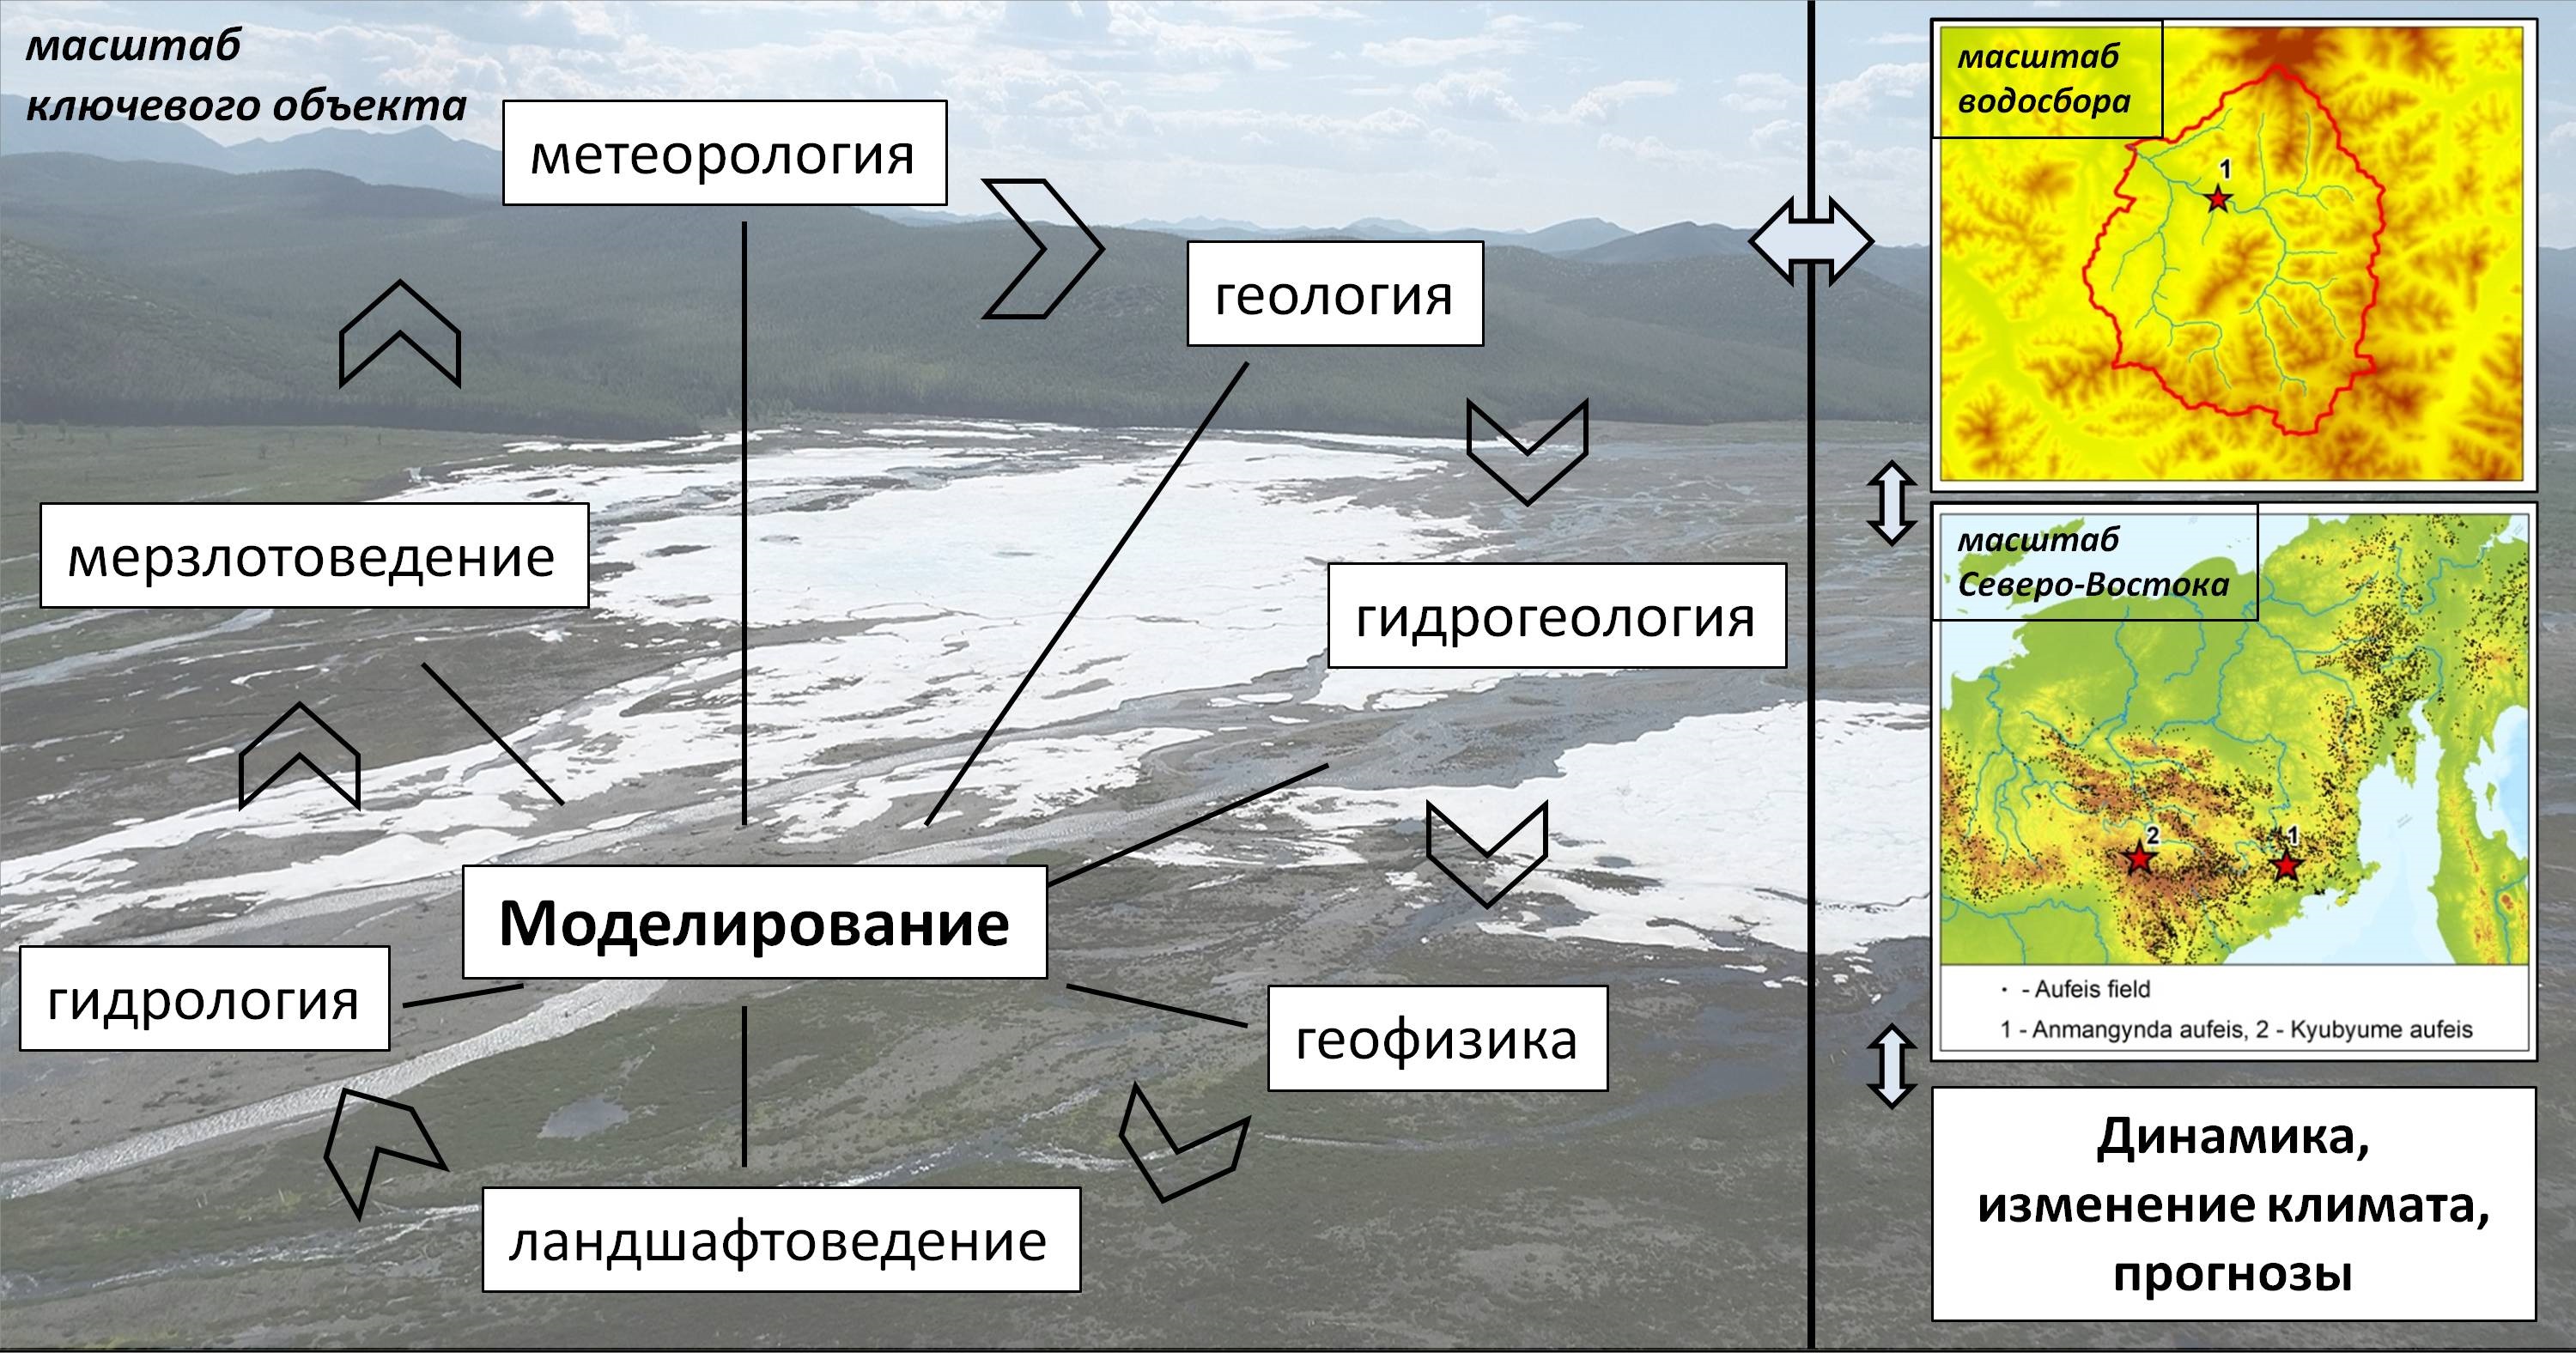 масштаб
ключевого объекта
метеорология
геология
мерзлотоведение
гидрогеология
Моделирование
гидрология
геофизика
ландшафтоведение
масштаб
водосбора
1
масштаб
Северо-Востока
2
1
· - Aufeis field
1 - Anmangynda aufeis, 2 - Kyubyume aufeis
Динамика,
изменение климата,
прогнозы